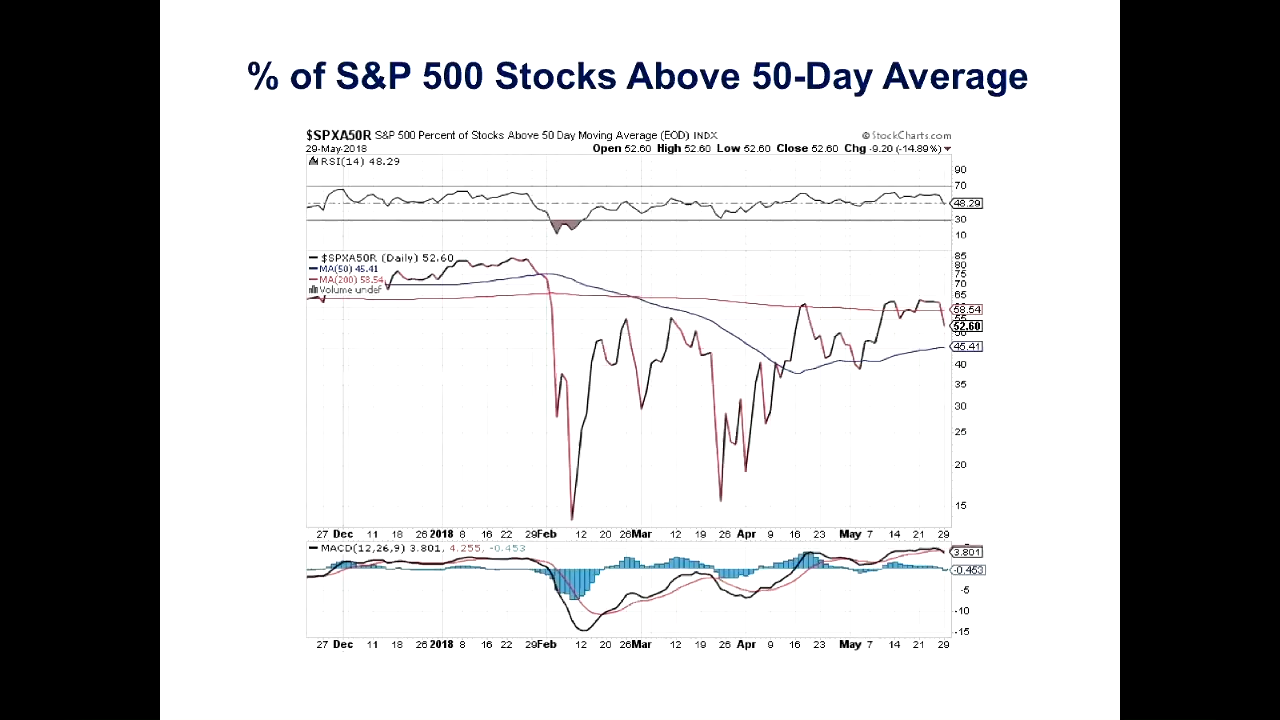 % of S&P 500 Stocks Above 50-Day Average
$SPXA50R S&P 500 Percent of Stocks Above 50 Day Moving Average (EOD) INDX
© StockCharts.com
29-May-2018
Open 52.60 High 52.60 Low 52.60 Close 52.60 Chg -9.20 (-14.89%)
RSI(14) 48.29
90
70
48.29
30
10
$SPXA50R (Daily) 52.60
MA(50) 45.41
MA(200) 58.54
Volume undef
85
80
75
70
65
58.54
55
52.60
50
45.41
40
35
30
25
20
15
27 Dec 11 18 26 2018 8 16 22 29 Feb 12 20 26 Mar 12 19 26 Apr 9 16 23 May 7 14 21 29
MACD(12,26,9) 3.801, 4.255, -0.453
3.801
-0.453
-5
-10
-15
27 Dec 11 18 26 2018 8 16 22 29 Feb 12 20 26 Mar 12 19 26 Apr 9 16 23 May 7 14 21 29